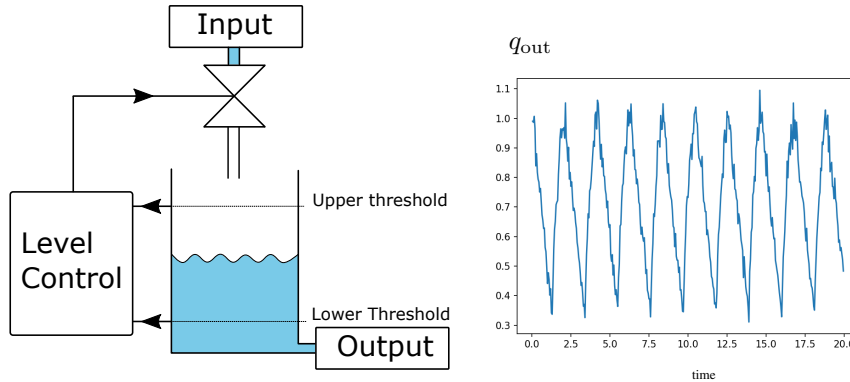 Input
Upper threshold
Level
Control
Lower Threshold
Output
q_out
1.1
1.0
0.9
0.8
0.7
0.6
0.5
0.4
0.3
0.0 2.5 5.0 7.5 10.0 12.5 15.0 17.5 20.0
time